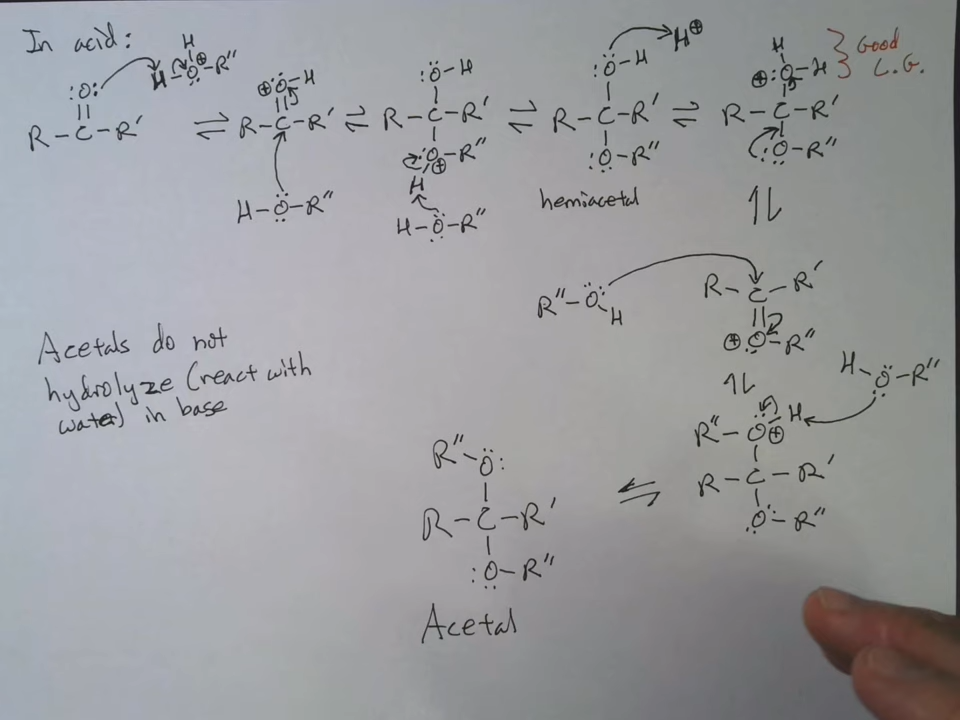 In acid:
H
:Ö: H–Ö⊕–R″
||
R–C–R′
⇌
⊕:Ö–H
||
R–C–R′
H–Ö–R″
⇌
:Ö–H
|
R–C–R′
|
:O–R″
⊕
H
H–Ö–R″
⇌
:Ö–H H⊕
|
R–C–R′
|
:Ö–R″
hemiacetal
⇌
H
|
⊕:O–H
|
R–C–R′
|
:Ö–R″
} Good
L.G.
⇌
R″–Ö:
H
R–C–R′
||
⊕:O–R″
⇌
H–Ö–R″
H
R″–O⊕
|
R–C–R′
|
:Ö–R″
⇌
R″–Ö:
|
R–C–R′
|
:Ö–R″
Acetal
Acetals do not
hydrolyze (react with
water) in base